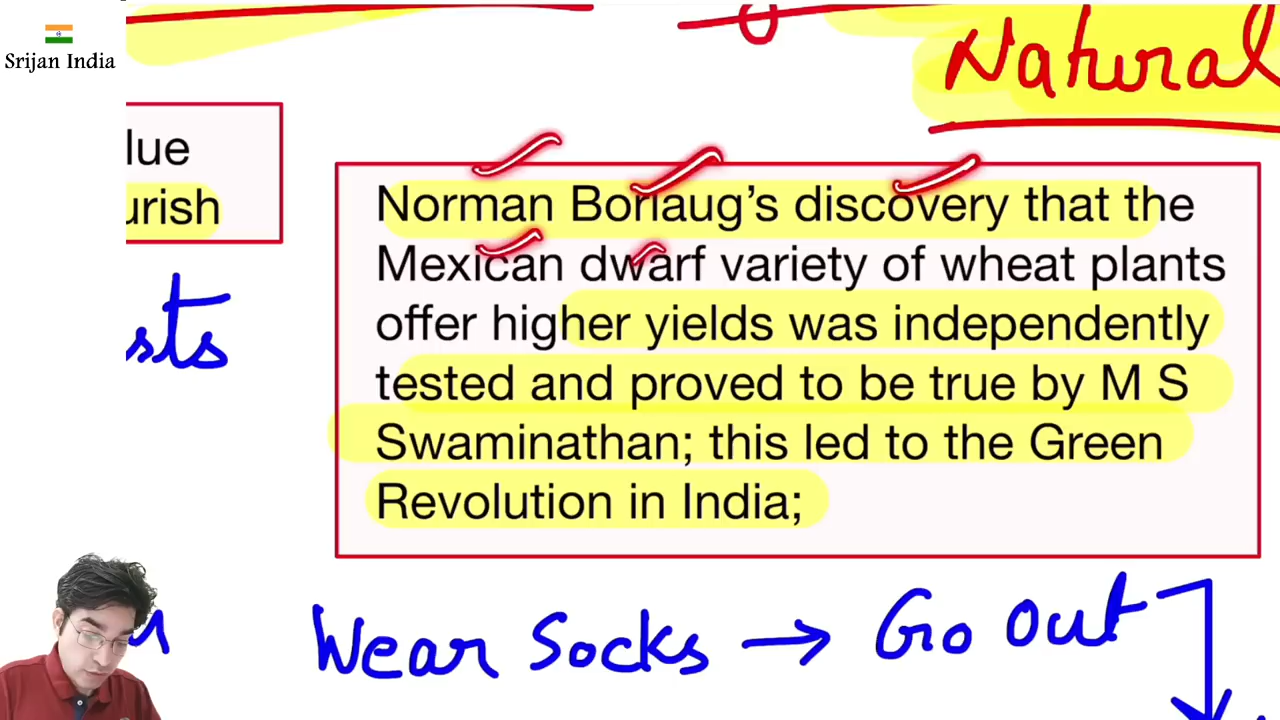 Srijan India
Natural
lue
urish
Norman Borlaug's discovery that the
Mexican dwarf variety of wheat plants
offer higher yields was independently
tested and proved to be true by M S
Swaminathan; this led to the Green
Revolution in India;
sts
Wear Socks → Go Out